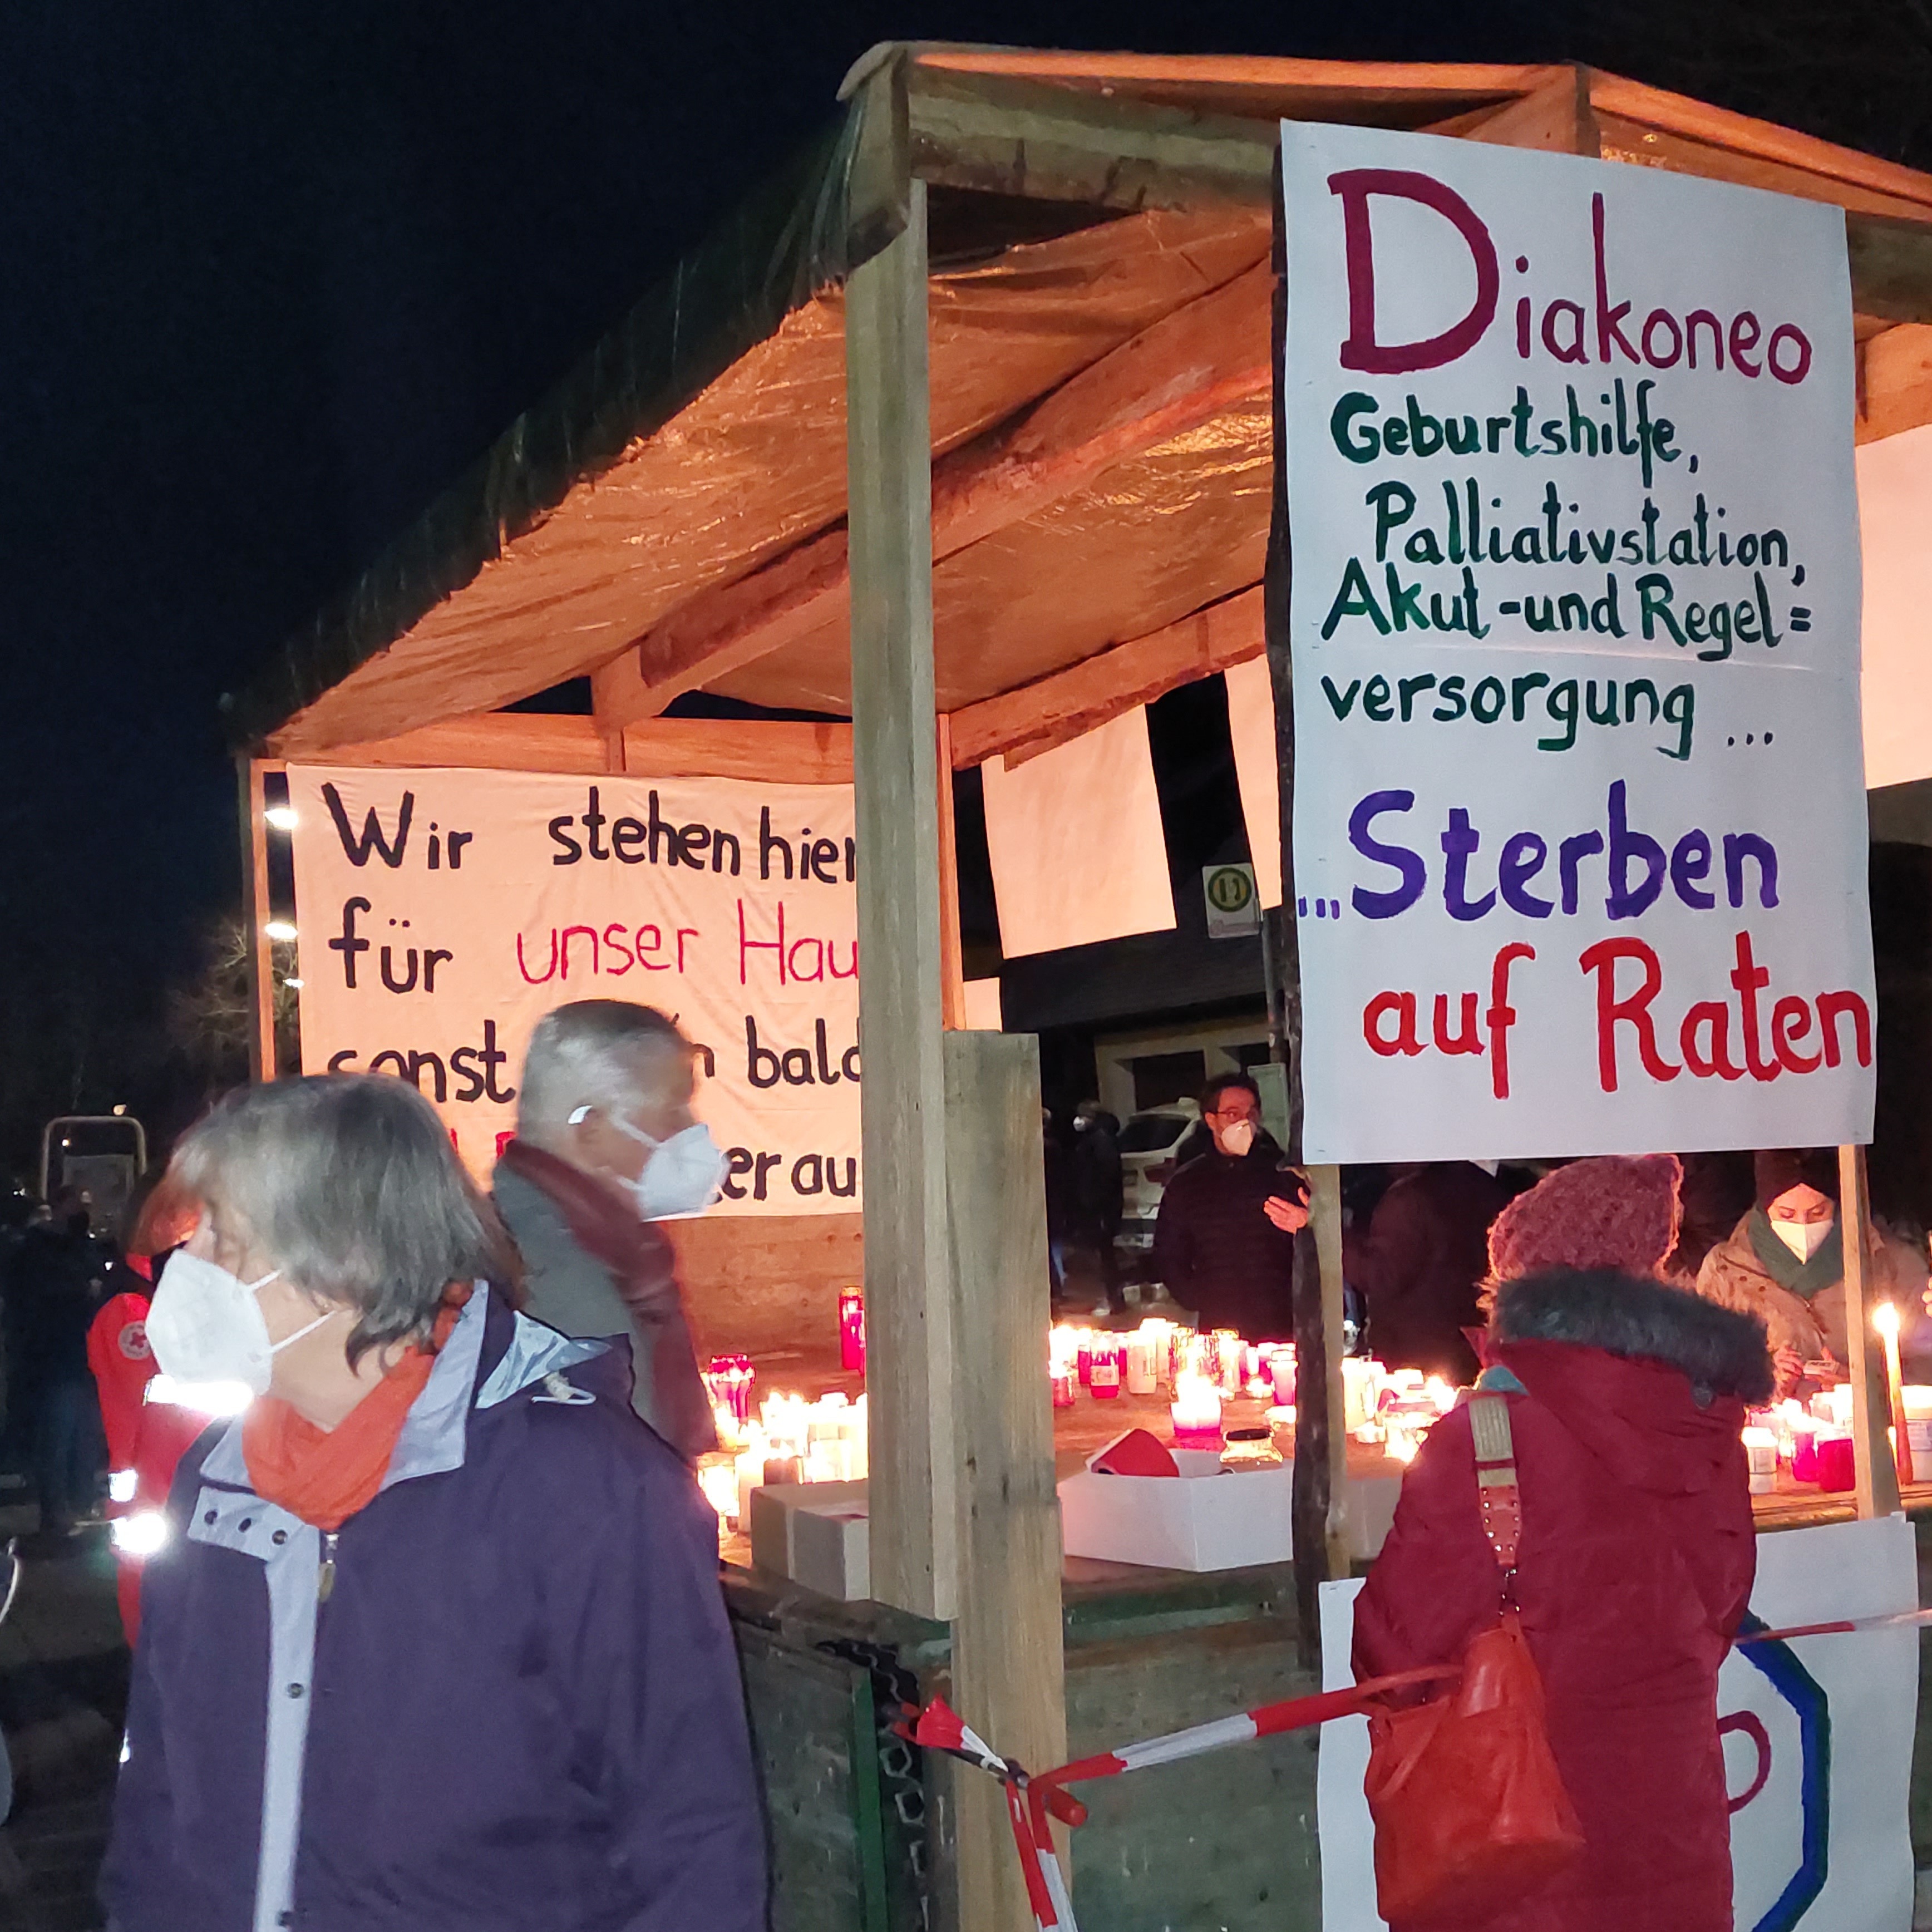 Diakoneo
Geburtshilfe,
Palliativstation,
Akut-und Regel=
versorgung ...
...Sterben
auf Raten
Wir stehen hier
für unser Hau
sonst bald
er au